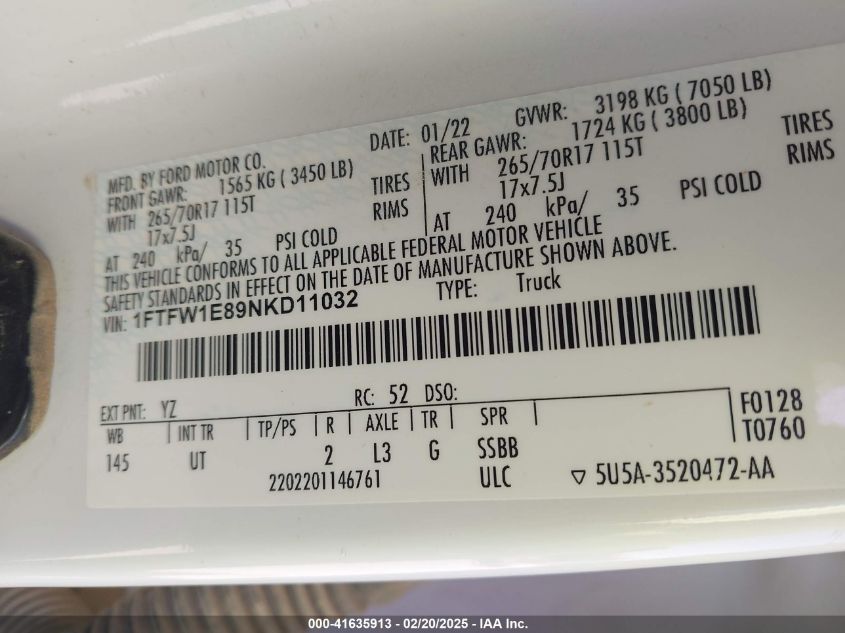 MFD. BY FORD MOTOR CO.
DATE: 01/22 GVWR: 3198 KG ( 7050 LB)
FRONT GAWR: 1565 KG ( 3450 LB)
REAR GAWR: 1724 KG ( 3800 LB)
WITH 265/70R17 115T TIRES
WITH 265/70R17 115T TIRES
17x7.5J RIMS
17x7.5J RIMS
AT 240 kPa/ 35 PSI COLD
AT 240 kPa/ 35 PSI COLD
THIS VEHICLE CONFORMS TO ALL APPLICABLE FEDERAL MOTOR VEHICLE
SAFETY STANDARDS IN EFFECT ON THE DATE OF MANUFACTURE SHOWN ABOVE.
VIN: 1FTFW1E89NKD11032 TYPE: Truck
EXT PNT: YZ RC: 52 DSO:
WB INT TR TP/PS R AXLE TR SPR
145 UT 2 L3 G SSBB
F0128
T0760
2202201146761 ULC ▽ 5U5A-3520472-AA
000-41635913 - 02/20/2025 - IAA Inc.